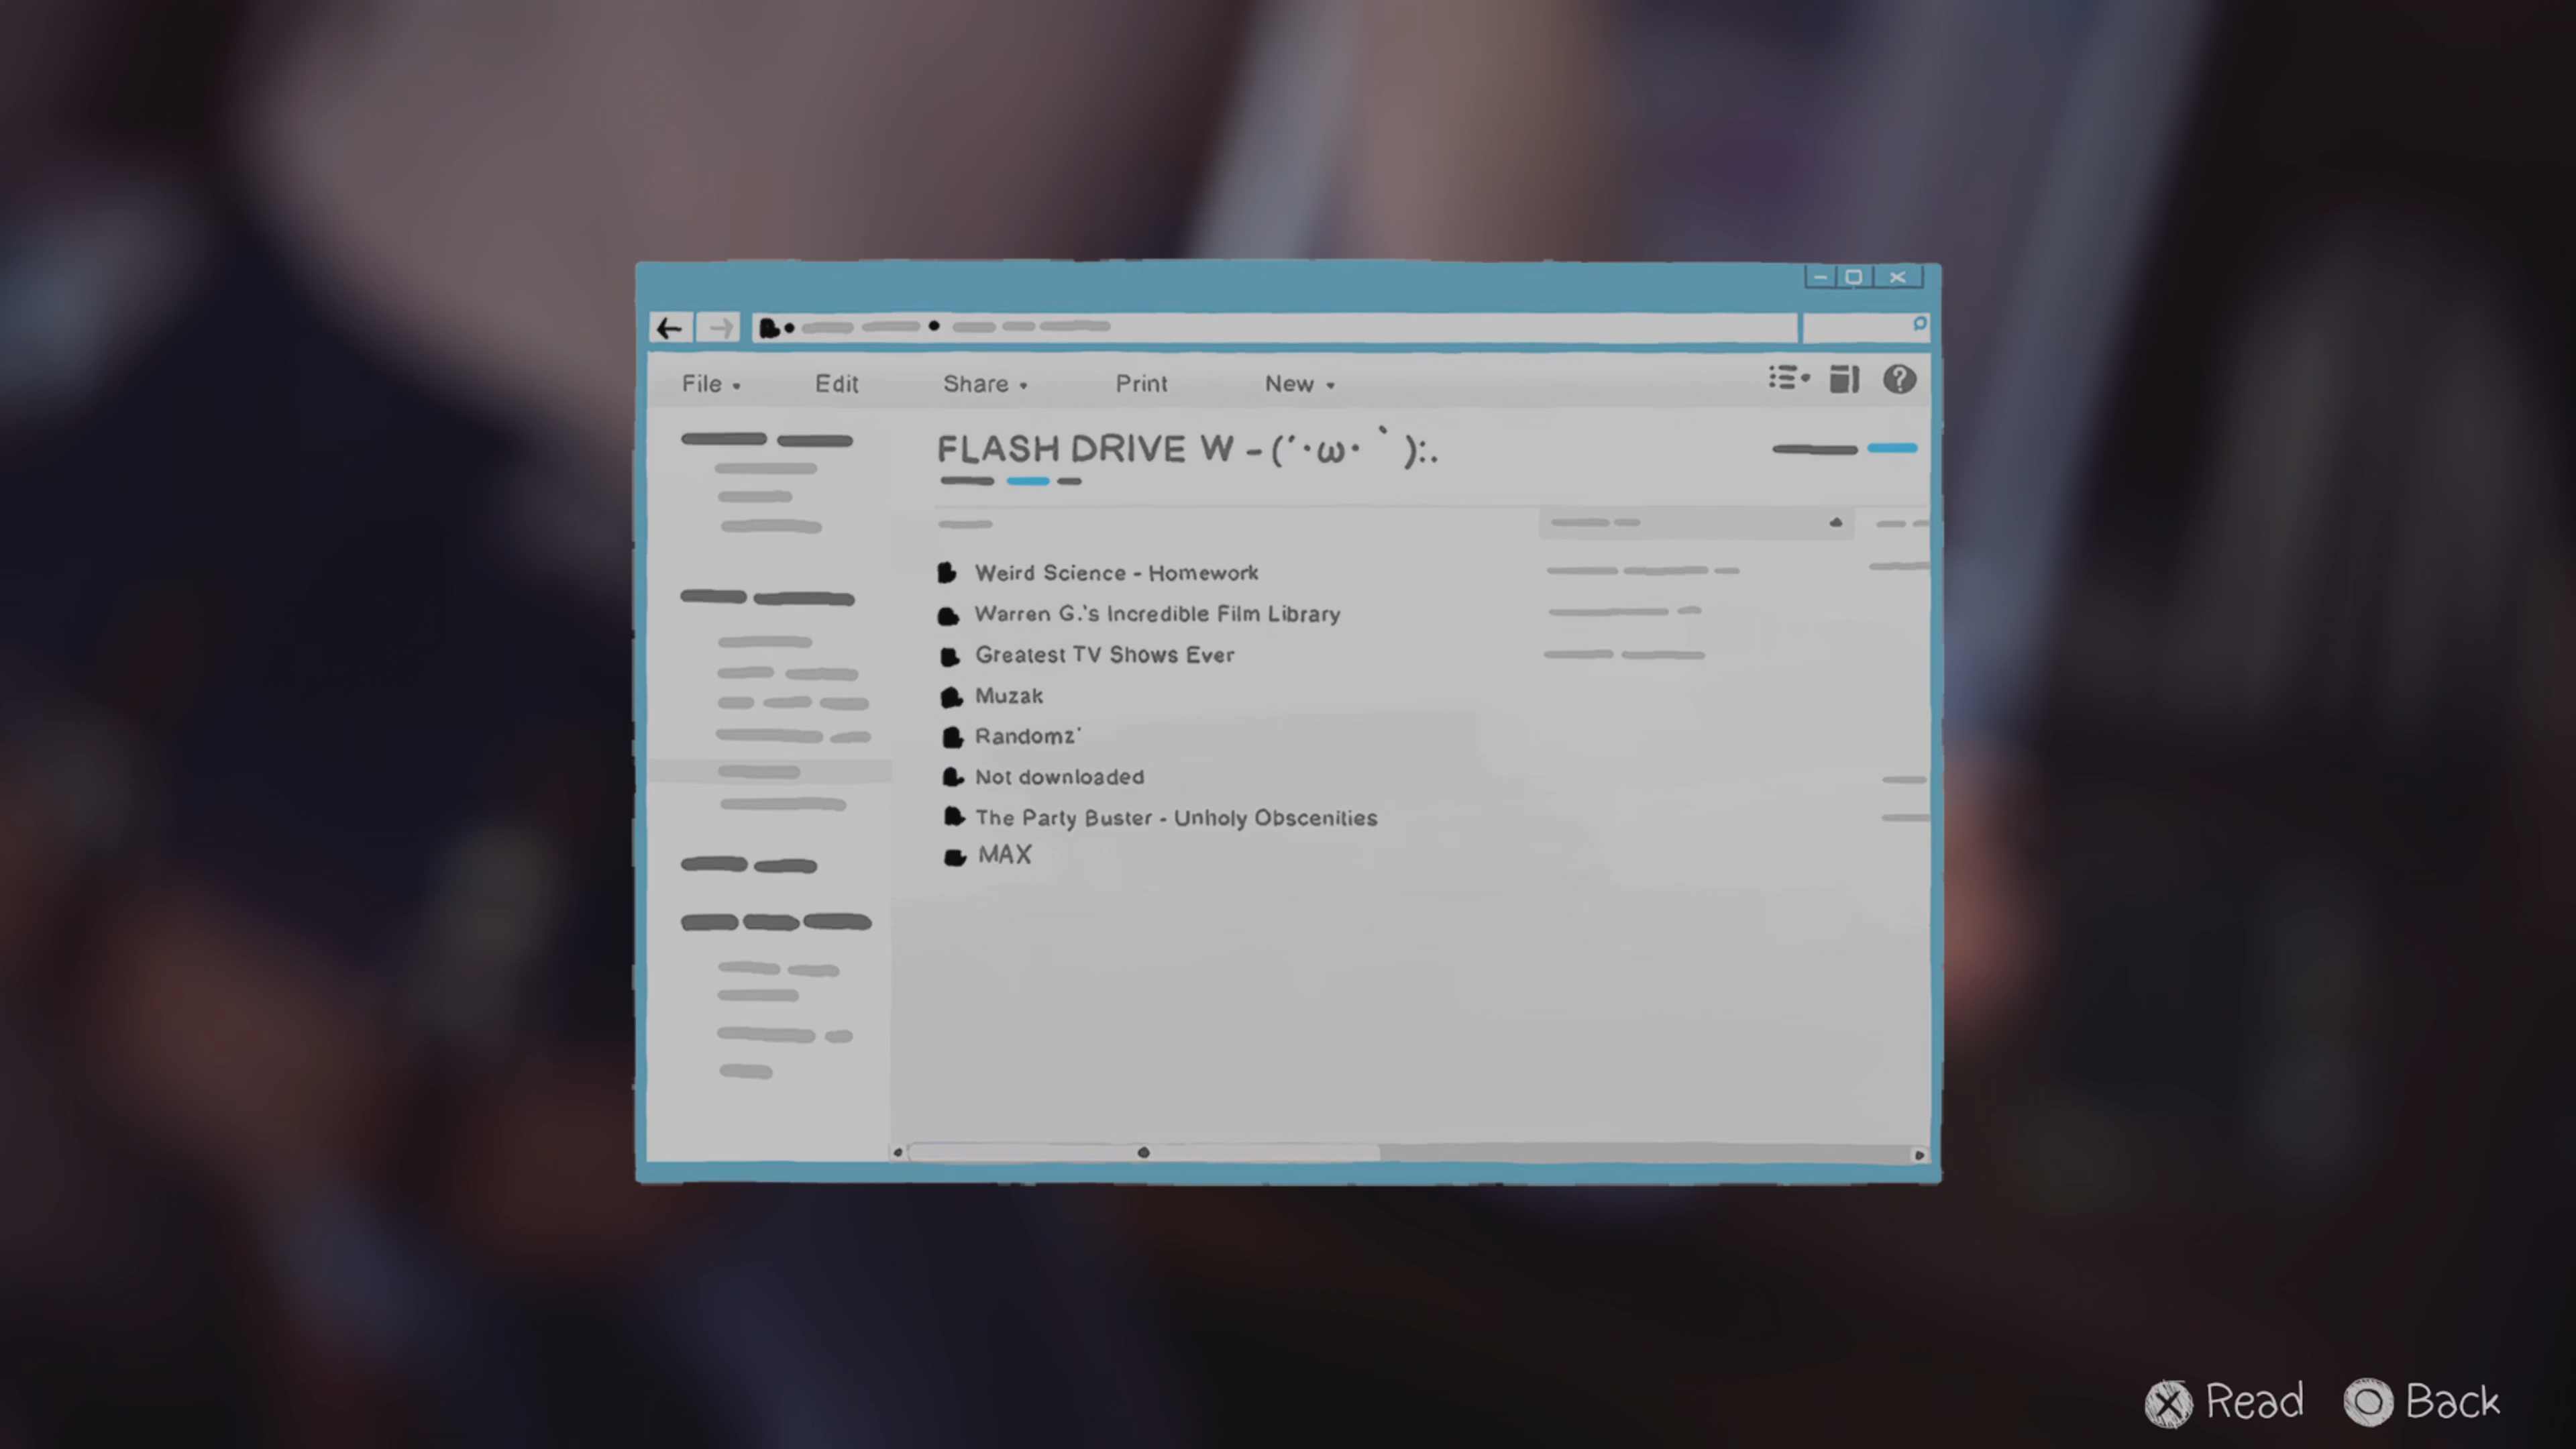 File
Edit
Share
Print
New
FLASH DRIVE W -(´･ω･`):.
Weird Science - Homework
Warren G.'s Incredible Film Library
Greatest TV Shows Ever
Muzak
Randomz'
Not downloaded
The Party Buster - Unholy Obscenities
MAX
Read
Back